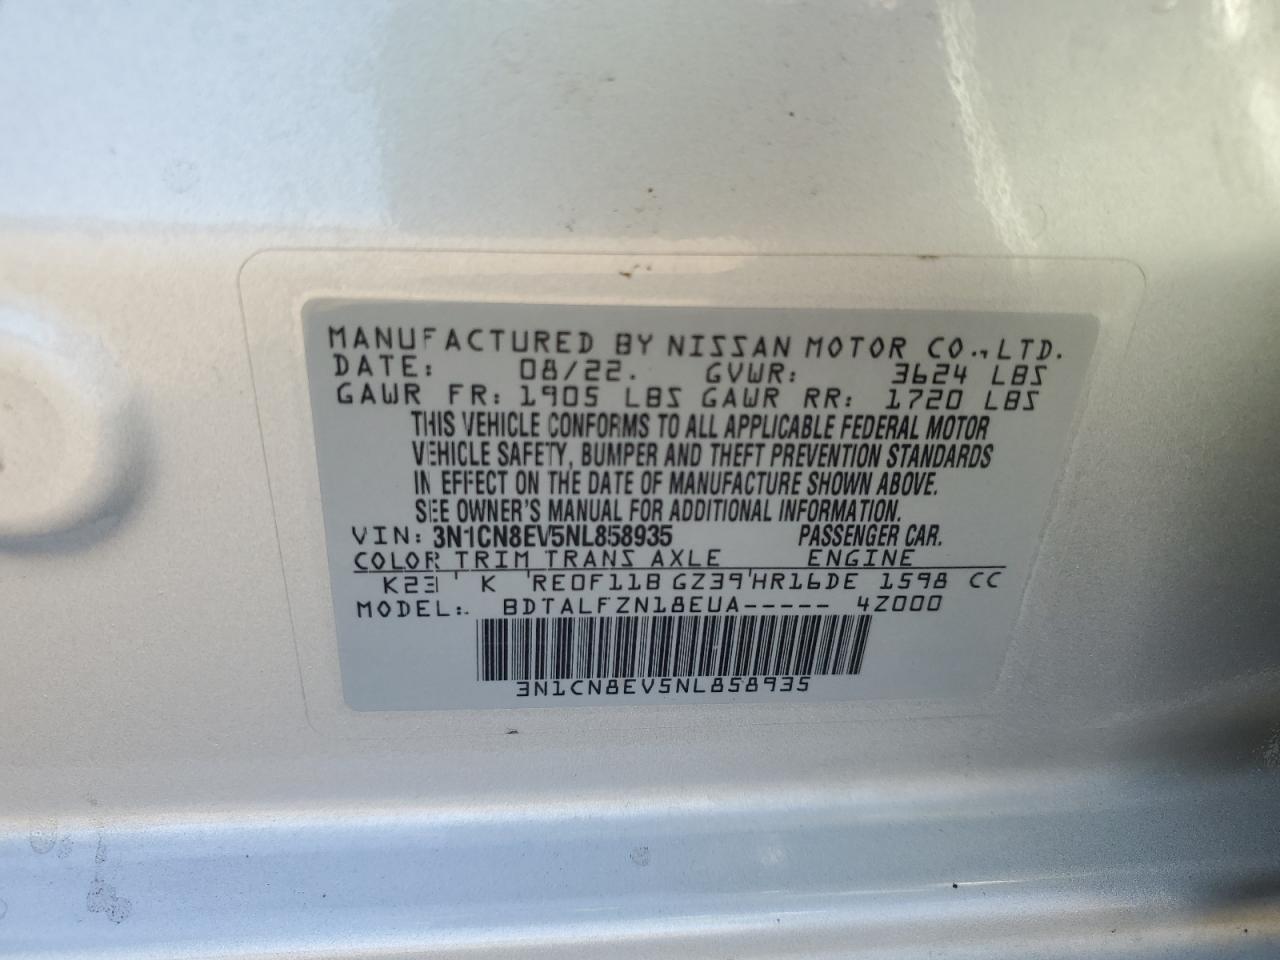 MANUFACTURED BY NISSAN MOTOR CO., LTD.
DATE: 08/22. GVWR: 3624 LBS
GAWR FR: 1905 LBS GAWR RR: 1720 LBS
THIS VEHICLE CONFORMS TO ALL APPLICABLE FEDERAL MOTOR
VEHICLE SAFETY, BUMPER AND THEFT PREVENTION STANDARDS
IN EFFECT ON THE DATE OF MANUFACTURE SHOWN ABOVE.
SEE OWNER'S MANUAL FOR ADDITIONAL INFORMATION.
VIN: 3N1CN8EV5NL858935 PASSENGER CAR.
COLOR TRIM TRANS AXLE ENGINE
K23 K RE0F11B GZ39 HR16DE 1598 CC
MODEL: BDTALFZN18EUA----- 4Z000
3N1CN8EV5NL858935